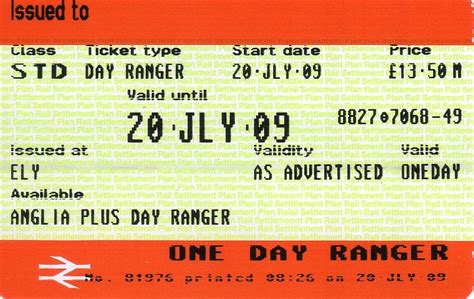 Issued to
Class Ticket type Start date Price
STD DAY RANGER 20·JLY·09 £13·50M
Valid until
20·JLY·09 882707068-49
issued at Validity Valid
ELY AS ADVERTISED ONEDAY
Available
ANGLIA PLUS DAY RANGER
ONE DAY RANGER
No. 81976 printed 08:26 on 20 JLY 09